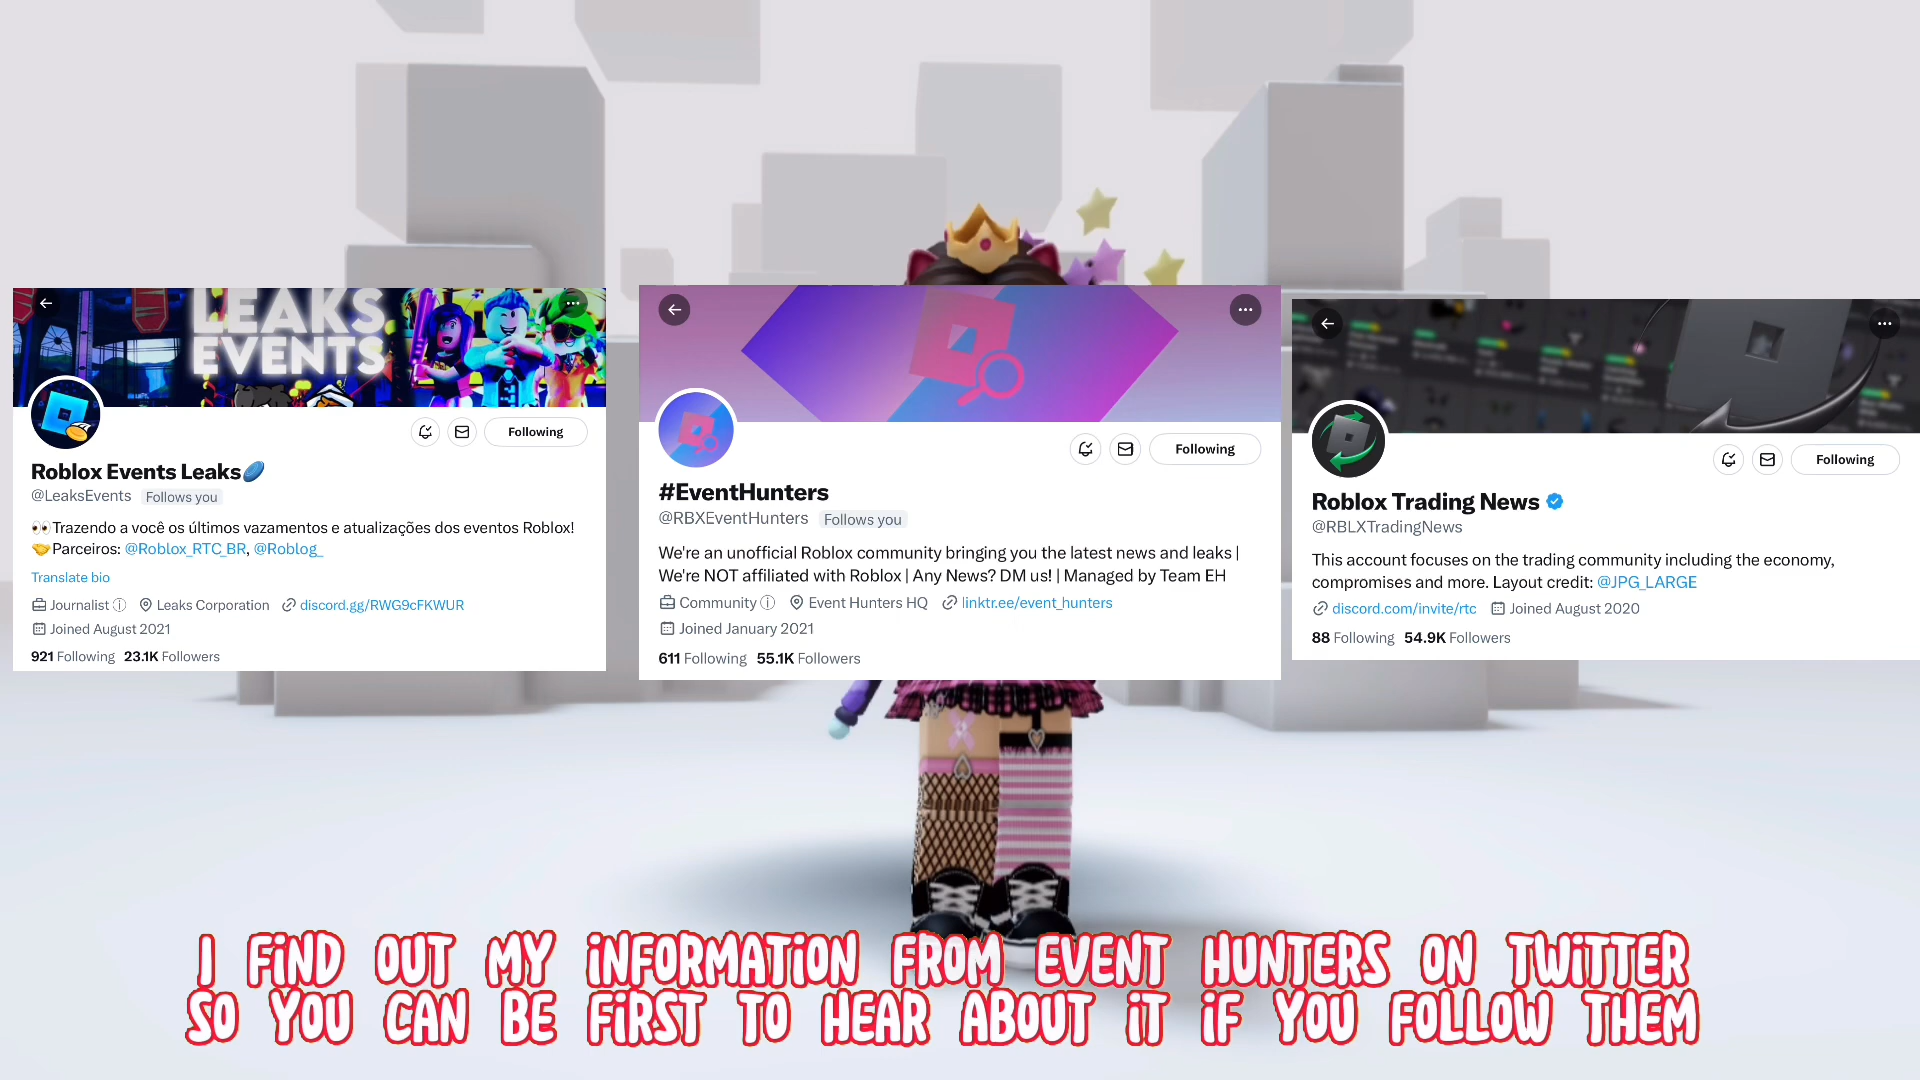 LEAKS
EVENTS
Following
Roblox Events Leaks
@LeaksEvents Follows you
👀Trazendo a você os últimos vazamentos e atualizações dos eventos Roblox!
🤝Parceiros: @Roblox_RTC_BR, @Roblog_
Translate bio
Journalist Leaks Corporation discord.gg/RWG9cFKWUR
Joined August 2021
921 Following 23.1K Followers
Following
#EventHunters
@RBXEventHunters Follows you
We're an unofficial Roblox community bringing you the latest news and leaks |
We're NOT affiliated with Roblox | Any News? DM us! | Managed by Team EH
Community Event Hunters HQ linktr.ee/event_hunters
Joined January 2021
611 Following 55.1K Followers
Following
Roblox Trading News
@RBLXTradingNews
This account focuses on the trading community including the economy,
compromises and more. Layout credit: @JPG_LARGE
discord.com/invite/rtc Joined August 2020
88 Following 54.9K Followers
I FIND OUT MY INFORMATION FROM EVENT HUNTERS ON TWITTER
SO YOU CAN BE FIRST TO HEAR ABOUT IT IF YOU FOLLOW THEM